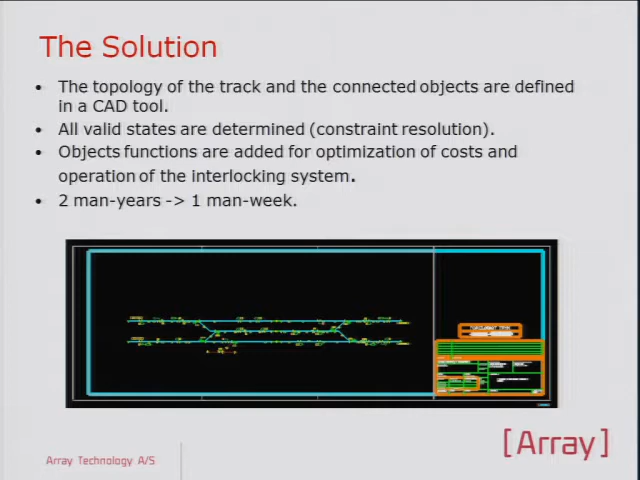 The Solution
• The topology of the track and the connected objects are defined
in a CAD tool.
• All valid states are determined (constraint resolution).
• Objects functions are added for optimization of costs and
operation of the interlocking system.
• 2 man-years -> 1 man-week.
[Array]
Array Technology A/S